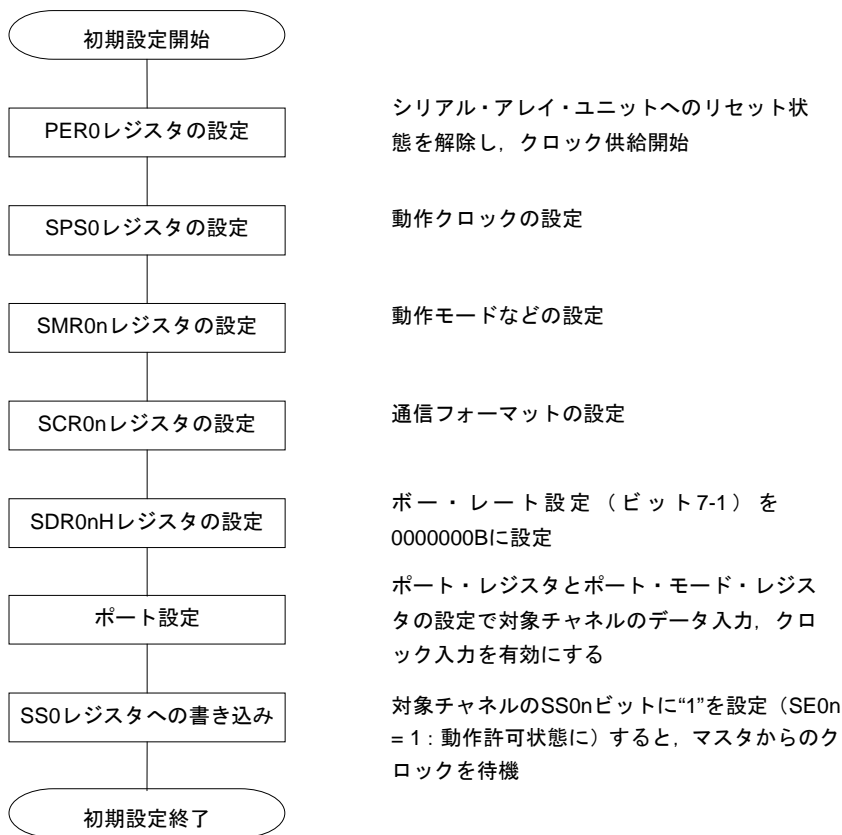 初期設定開始
PER0レジスタの設定
シリアル・アレイ・ユニットへのリセット状
態を解除し，クロック供給開始
SPS0レジスタの設定
動作クロックの設定
SMR0nレジスタの設定
動作モードなどの設定
SCR0nレジスタの設定
通信フォーマットの設定
SDR0nHレジスタの設定
ボー・レート設定（ビット7-1）を
0000000Bに設定
ポート設定
ポート・レジスタとポート・モード・レジス
タの設定で対象チャネルのデータ入力，クロ
ック入力を有効にする
SS0レジスタへの書き込み
対象チャネルのSS0nビットに“1”を設定（SE0n
= 1：動作許可状態に）すると，マスタからのク
ロックを待機
初期設定終了